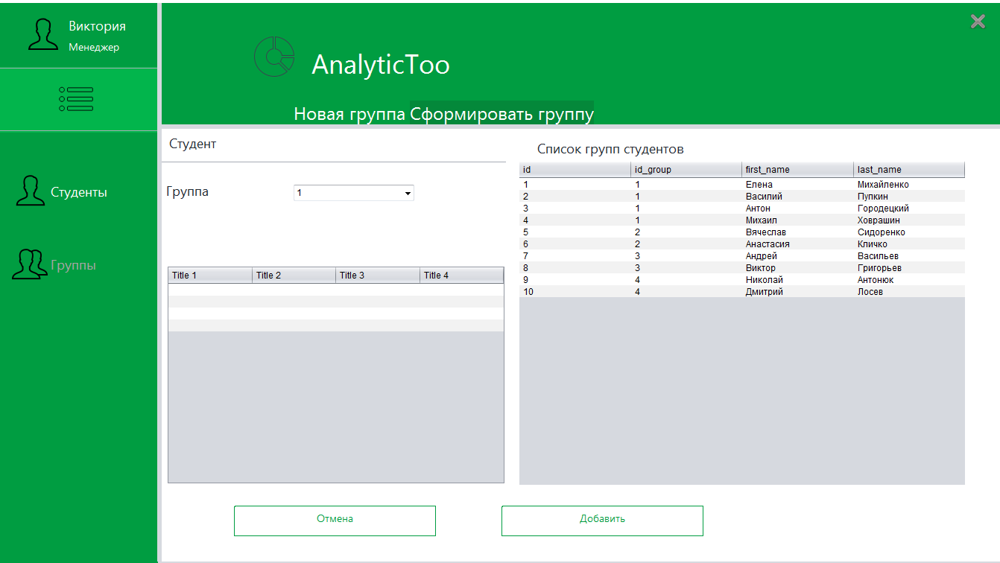 Виктория
Менеджер
AnalyticToo
Новая группа Сформировать группу
Студенты
Группы
Студент
Группа
1
Title 1 Title 2 Title 3 Title 4
Список групп студентов
id id_group first_name last_name
1 1 Елена Михайленко
2 1 Василий Пупкин
3 1 Антон Городецкий
4 1 Михаил Ховрашин
5 2 Вячеслав Сидоренко
6 2 Анастасия Кличко
7 3 Андрей Васильев
8 3 Виктор Григорьев
9 4 Николай Антонюк
10 4 Дмитрий Лосев
Отмена
Добавить